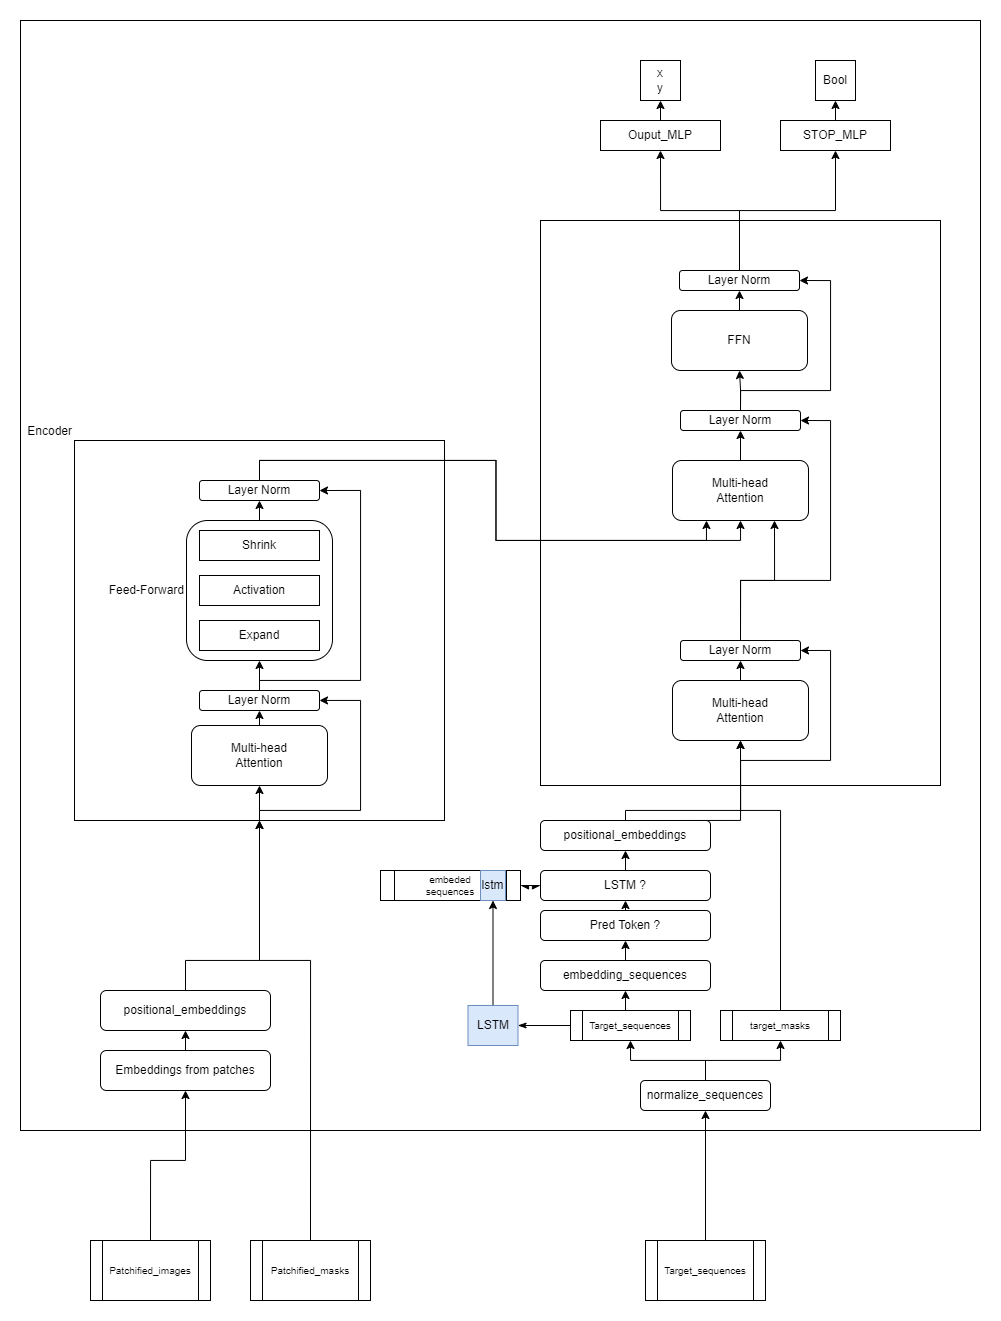 x
y
Bool
Ouput_MLP
STOP_MLP
Layer Norm
FFN
Layer Norm
Multi-head
Attention
Layer Norm
Multi-head
Attention
Encoder
Layer Norm
Shrink
Feed-Forward
Activation
Expand
Layer Norm
Multi-head
Attention
positional_embeddings
embeded
sequences
lstm
LSTM ?
Pred Token ?
embedding_sequences
LSTM
Target_sequences
target_masks
normalize_sequences
positional_embeddings
Embeddings from patches
Patchified_images
Patchified_masks
Target_sequences